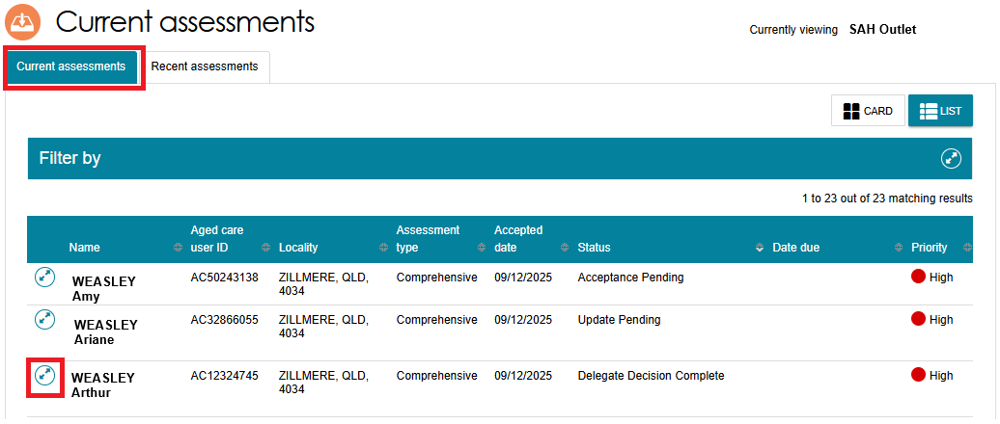 Current assessments
Currently viewing SAH Outlet
Current assessments Recent assessments
CARD LIST
Filter by
1 to 23 out of 23 matching results
Name Aged care user ID Locality Assessment type Accepted date Status Date due Priority
WEASLEY Amy AC50243138 ZILLMERE, QLD, 4034 Comprehensive 09/12/2025 Acceptance Pending High
WEASLEY Ariane AC32866055 ZILLMERE, QLD, 4034 Comprehensive 09/12/2025 Update Pending High
WEASLEY Arthur AC12324745 ZILLMERE, QLD, 4034 Comprehensive 09/12/2025 Delegate Decision Complete High